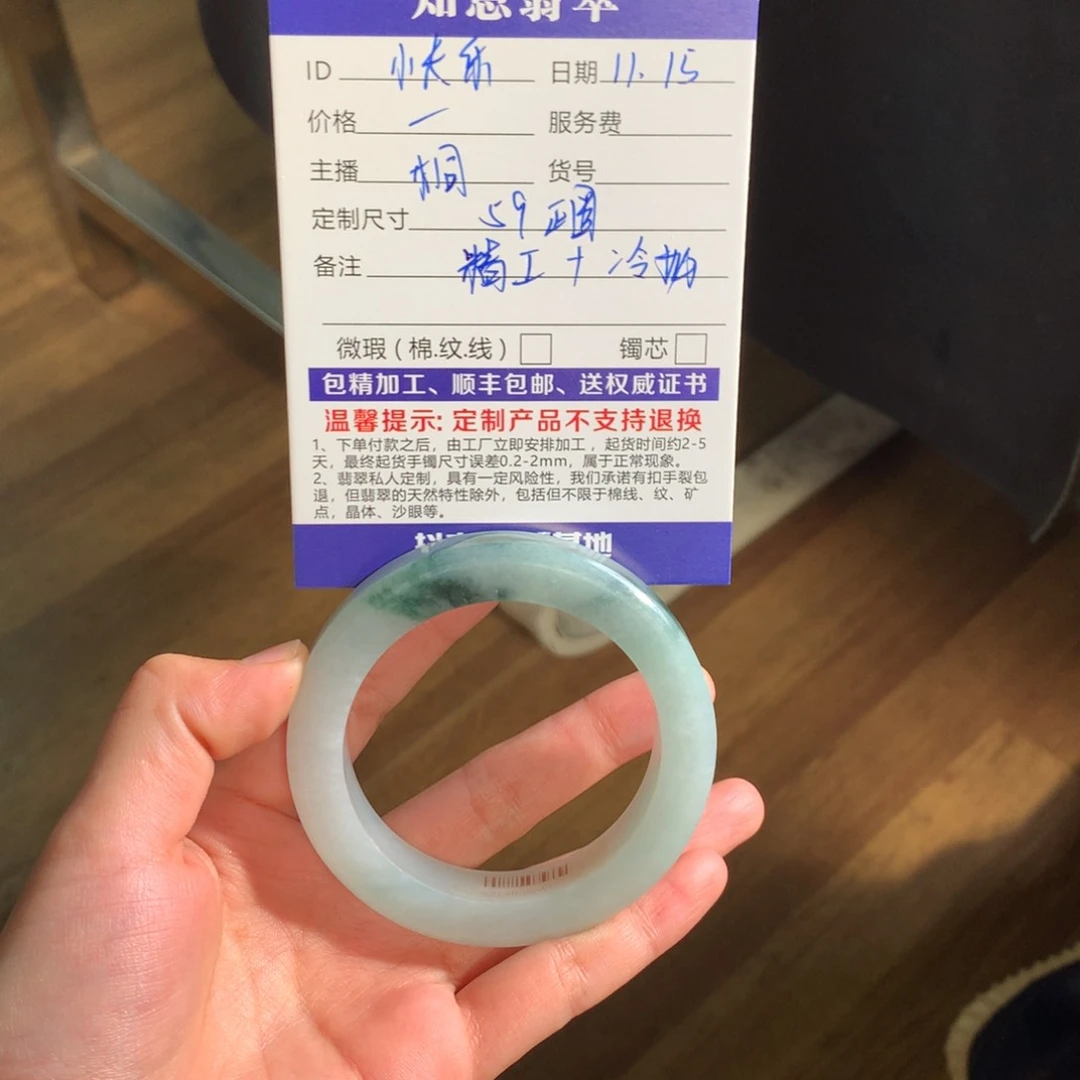 ID 小长乐 日期 11.15
价格 一 服务费
主播 桐 货号
定制尺寸 59 正圈
备注 精工+冷抛
微瑕(棉.纹.线) 镯芯
包精加工、顺丰包邮、送权威证书
温馨提示:定制产品不支持退换
1、下单付款之后,由工厂立即安排加工,起货时间约2-5
天,最终起货手镯尺寸误差0.2-2mm,属于正常现象。
2、翡翠私人定制,具有一定风险性,我们承诺有扣手裂包
退,但翡翠的天然特性除外,包括但不限于棉线、纹、矿
点,晶体、沙眼等。
基地